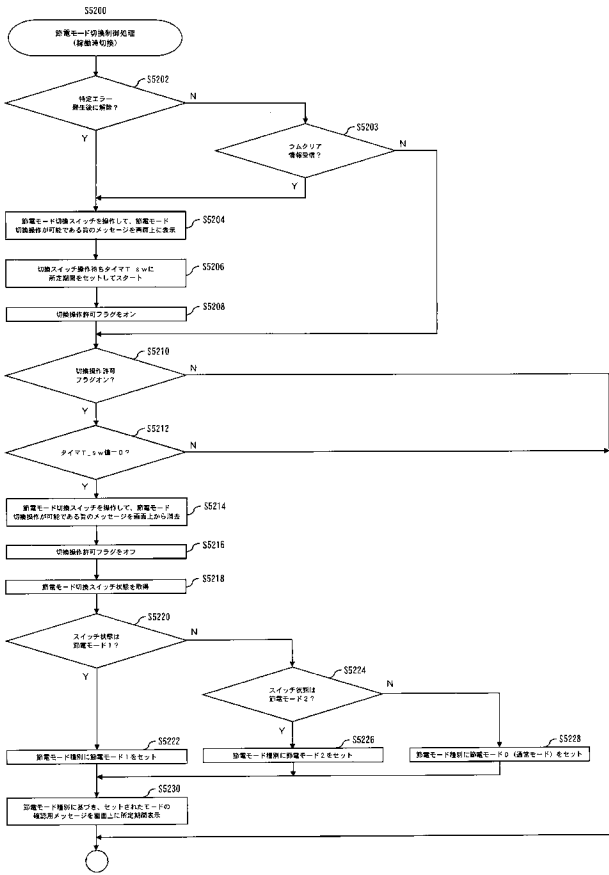 S5200
節電モード切換制御処理
(稼働時切換)
S5202
特定エラー
発生後に解除?
N
Y
S5203
ラムクリア
情報受信?
N
Y
節電モード切換スイッチを操作して、節電モード
切換操作が可能である旨のメッセージを画面上に表示
S5204
切換スイッチ操作待ちタイマT_swに
所定期間をセットしてスタート
S5206
切換操作許可フラグをオン
S5208
S5210
切換操作許可
フラグオン?
N
Y
S5212
タイマT_sw値=0?
N
Y
節電モード切換スイッチを操作して、節電モード
切換操作が可能である旨のメッセージを画面上から消去
S5214
切換操作許可フラグをオフ
S5216
節電モード切換スイッチ状態を取得
S5218
S5220
スイッチ状態は
節電モード1?
N
Y
S5224
スイッチ状態は
節電モード2?
N
Y
S5222
節電モード種別に節電モード1をセット
S5226
節電モード種別に節電モード2をセット
S5228
節電モード種別に節電モード0(通常モード)をセット
S5230
節電モード種別に基づき、セットされたモードの
確認用メッセージを画面上に所定期間表示